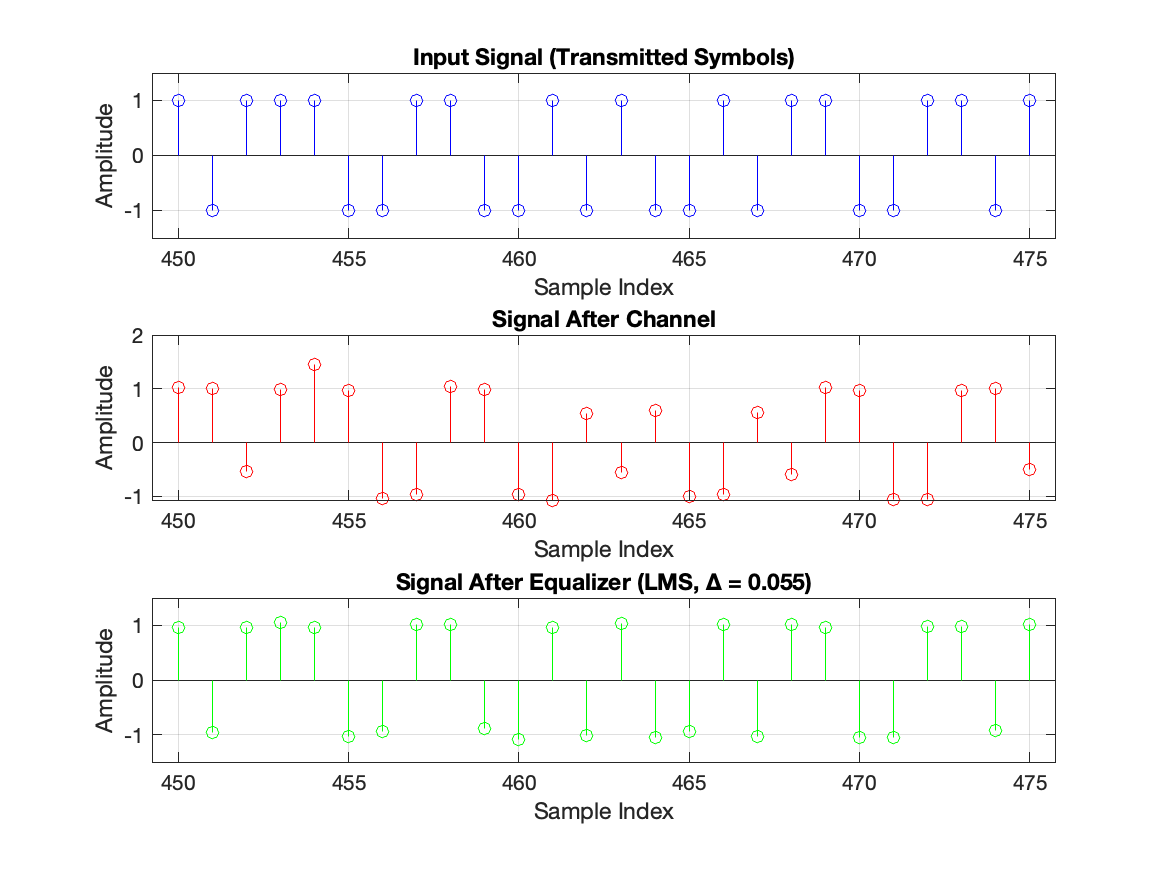 Input Signal (Transmitted Symbols)
Amplitude
1
0
-1
450 455 460 465 470 475
Sample Index
Signal After Channel
Amplitude
2
1
0
-1
450 455 460 465 470 475
Sample Index
Signal After Equalizer (LMS, Δ = 0.055)
Amplitude
1
0
-1
450 455 460 465 470 475
Sample Index